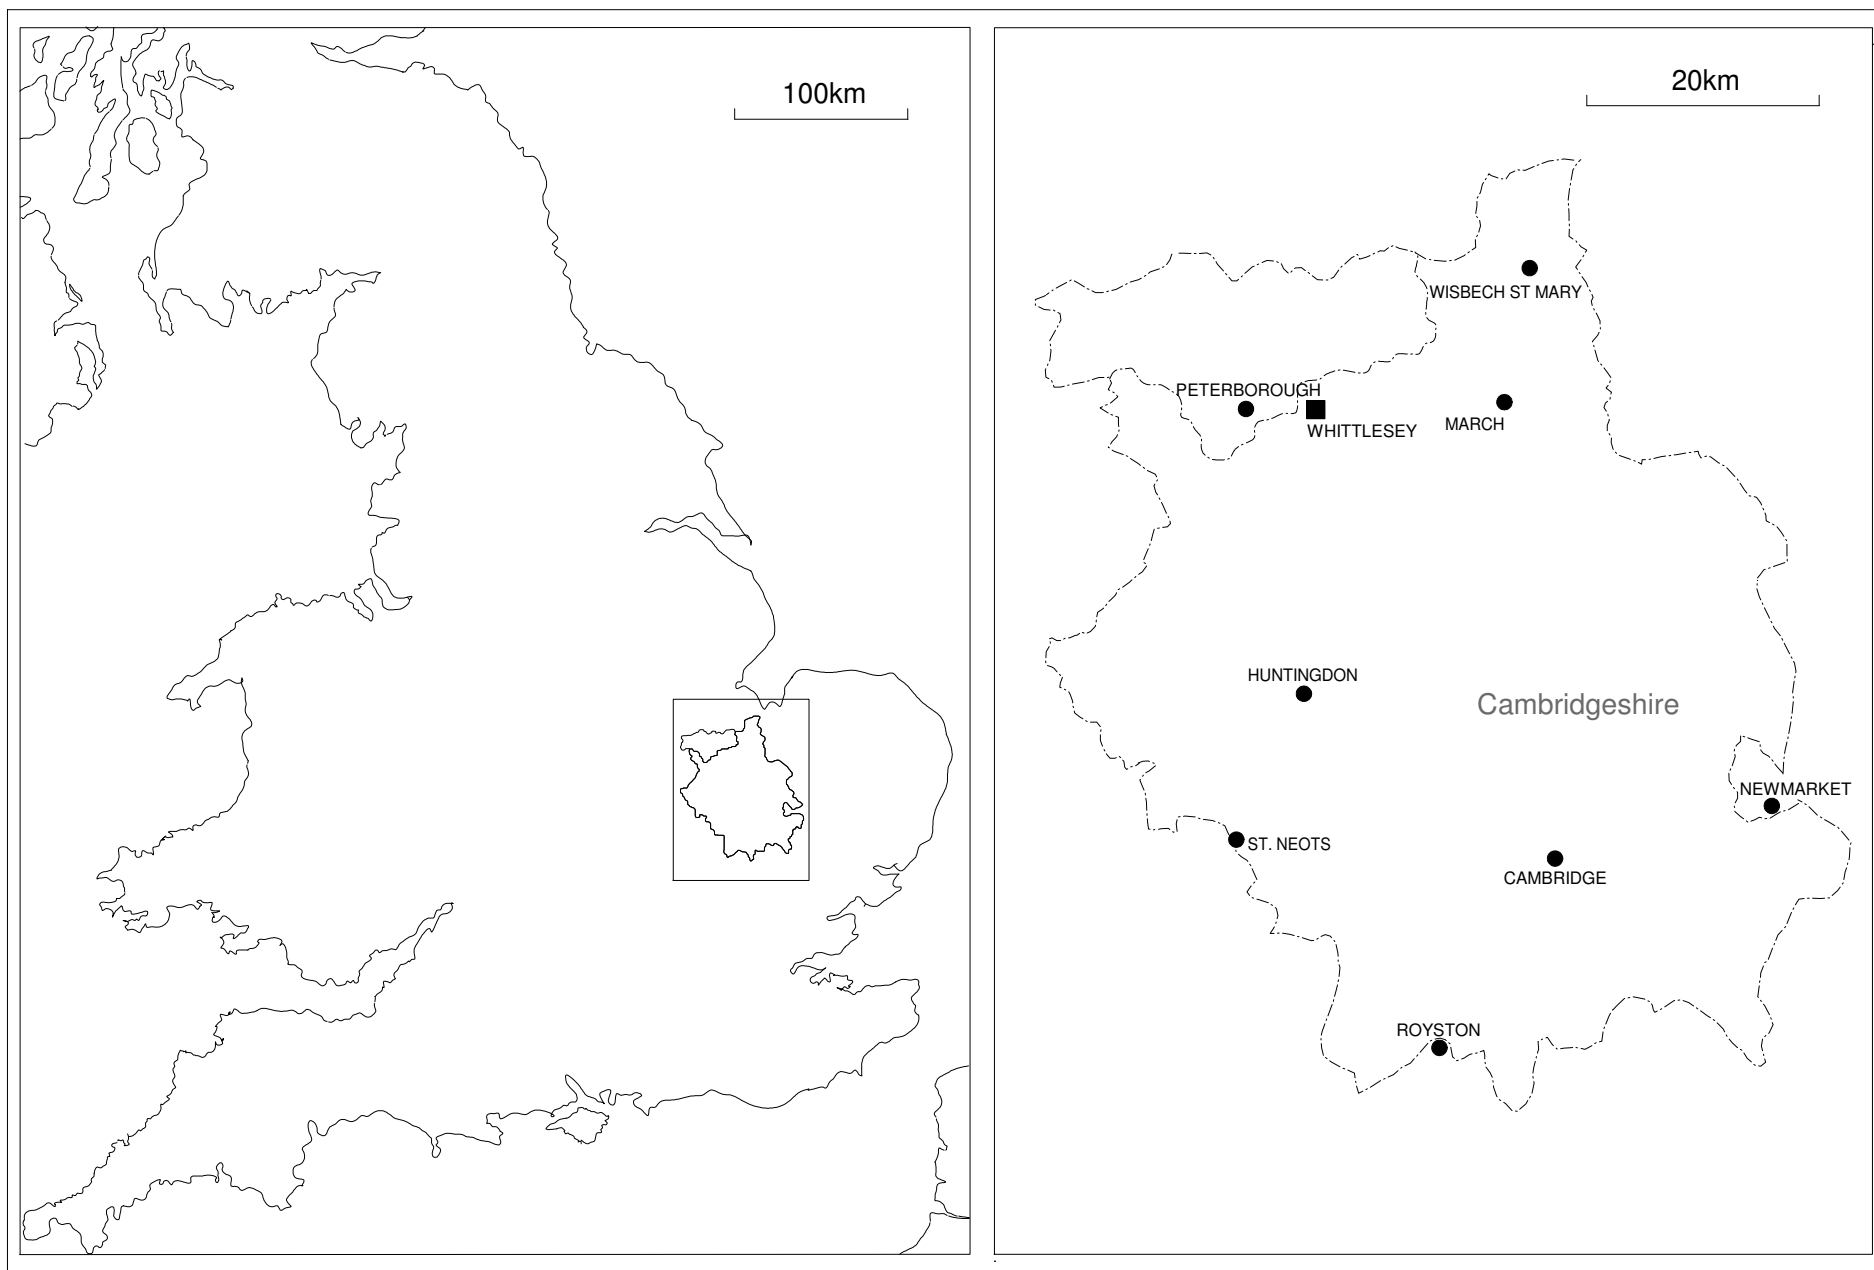 100km
20km
WISBECH ST MARY
PETERBOROUGH
WHITTLESEY
MARCH
HUNTINGDON
Cambridgeshire
NEWMARKET
ST. NEOTS
CAMBRIDGE
ROYSTON